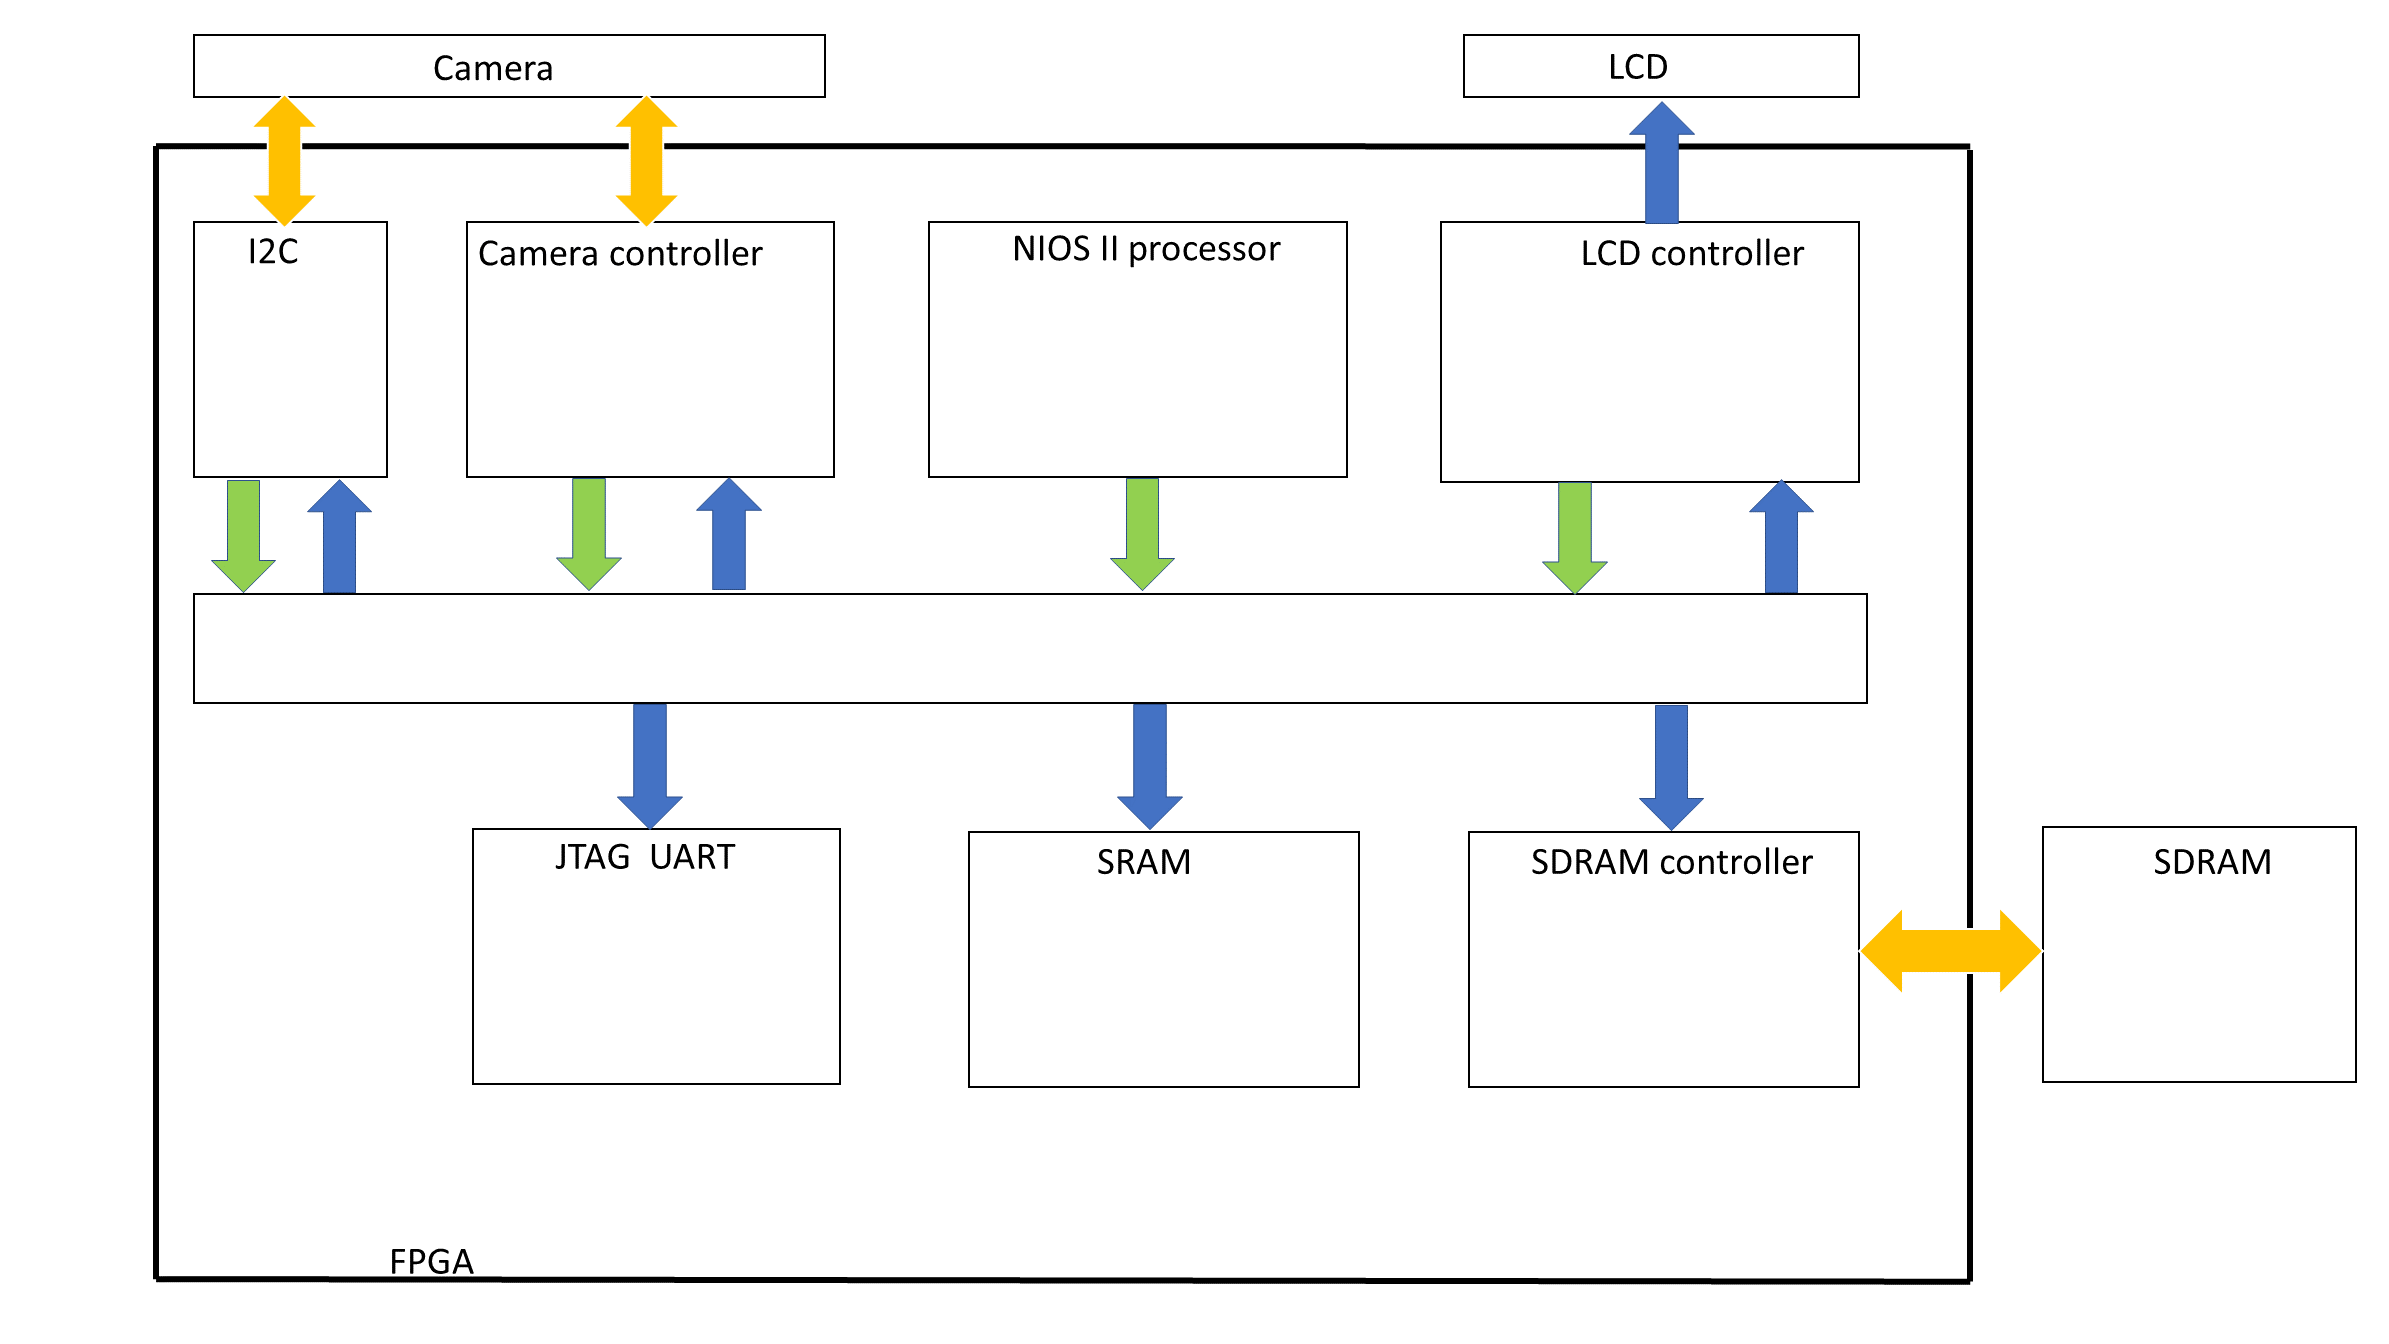 Camera
LCD
I2C
Camera controller
NIOS II processor
LCD controller
JTAG  UART
SRAM
SDRAM controller
SDRAM
FPGA